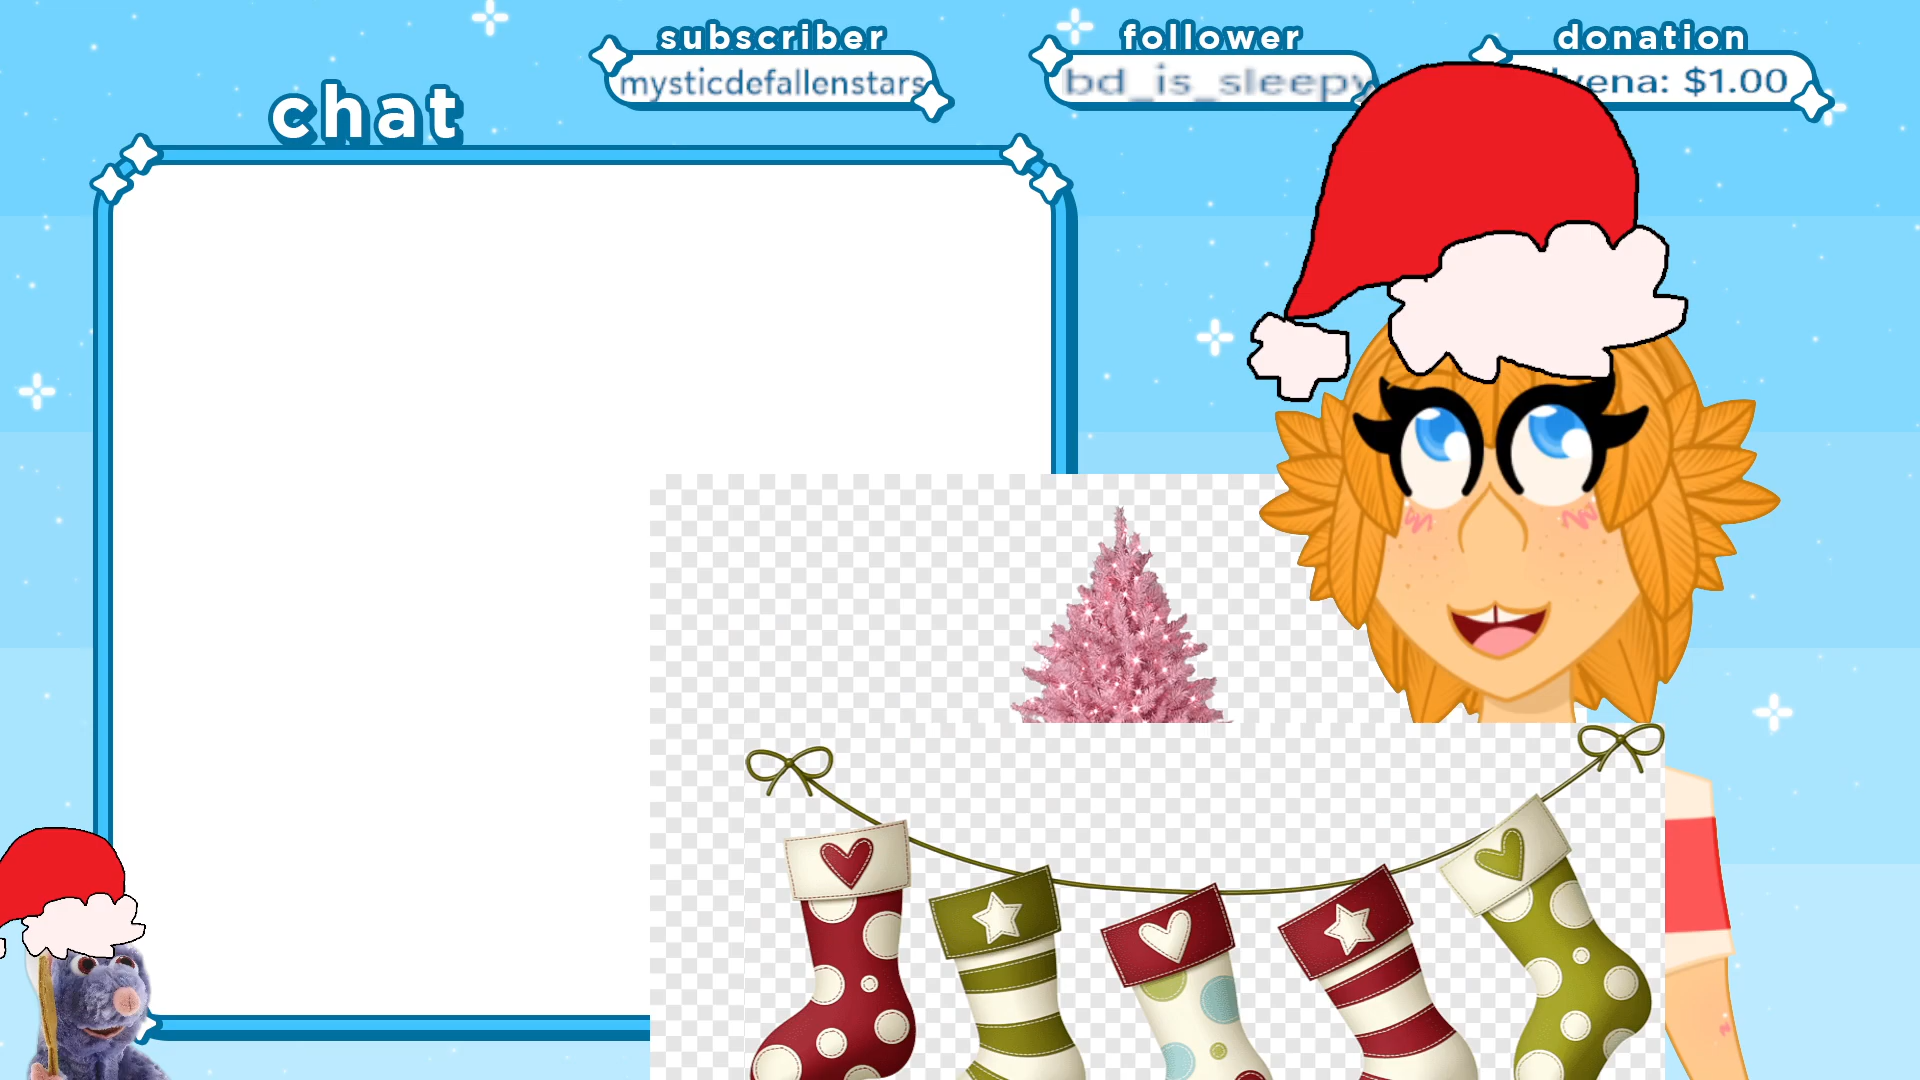 subscriber
mysticdefallenstars
follower
bd_is_sleepy
donation
$1.00
chat